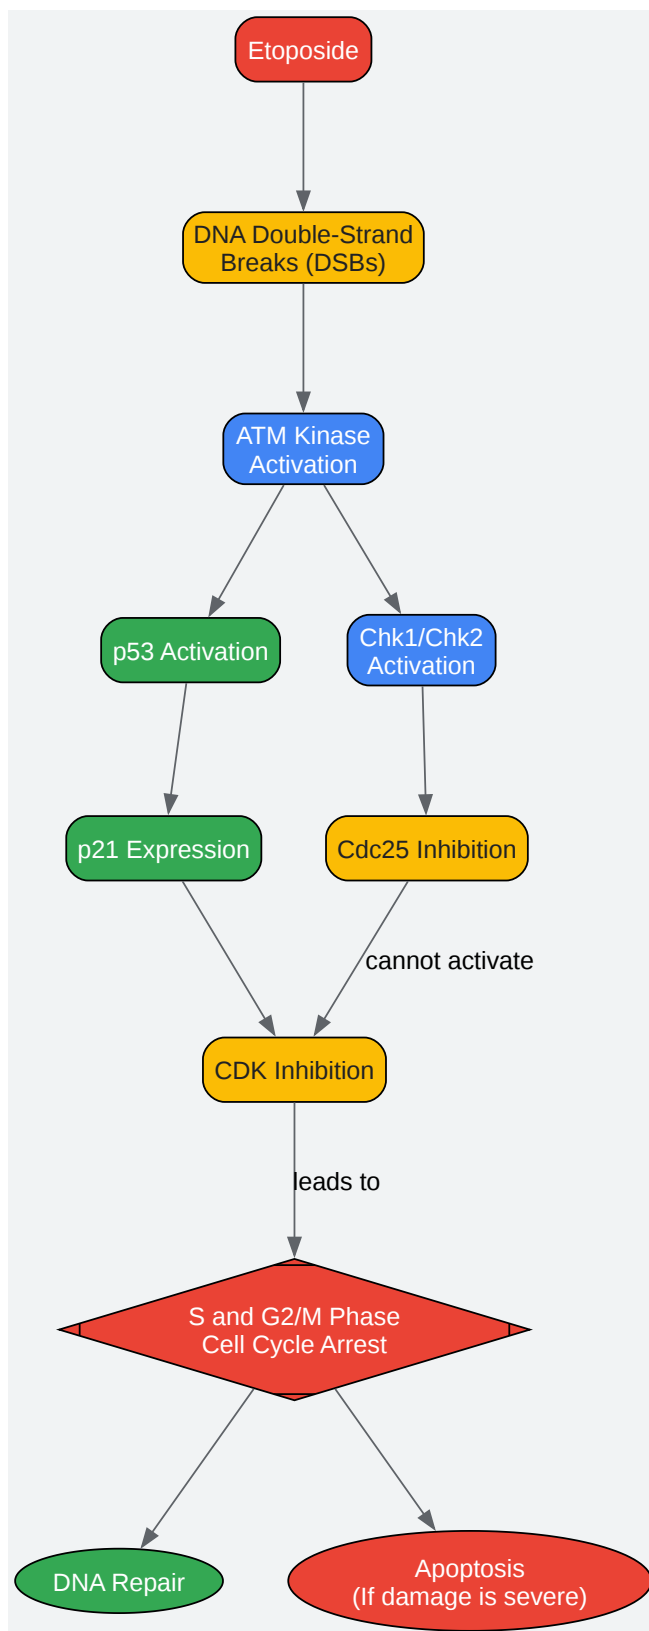 Etoposide
DNA Double-Strand
Breaks (DSBs)
ATM Kinase
Activation
p53 Activation
Chk1/Chk2
Activation
p21 Expression
Cdc25 Inhibition
cannot activate
CDK Inhibition
leads to
S and G2/M Phase
Cell Cycle Arrest
DNA Repair
Apoptosis
(If damage is severe)